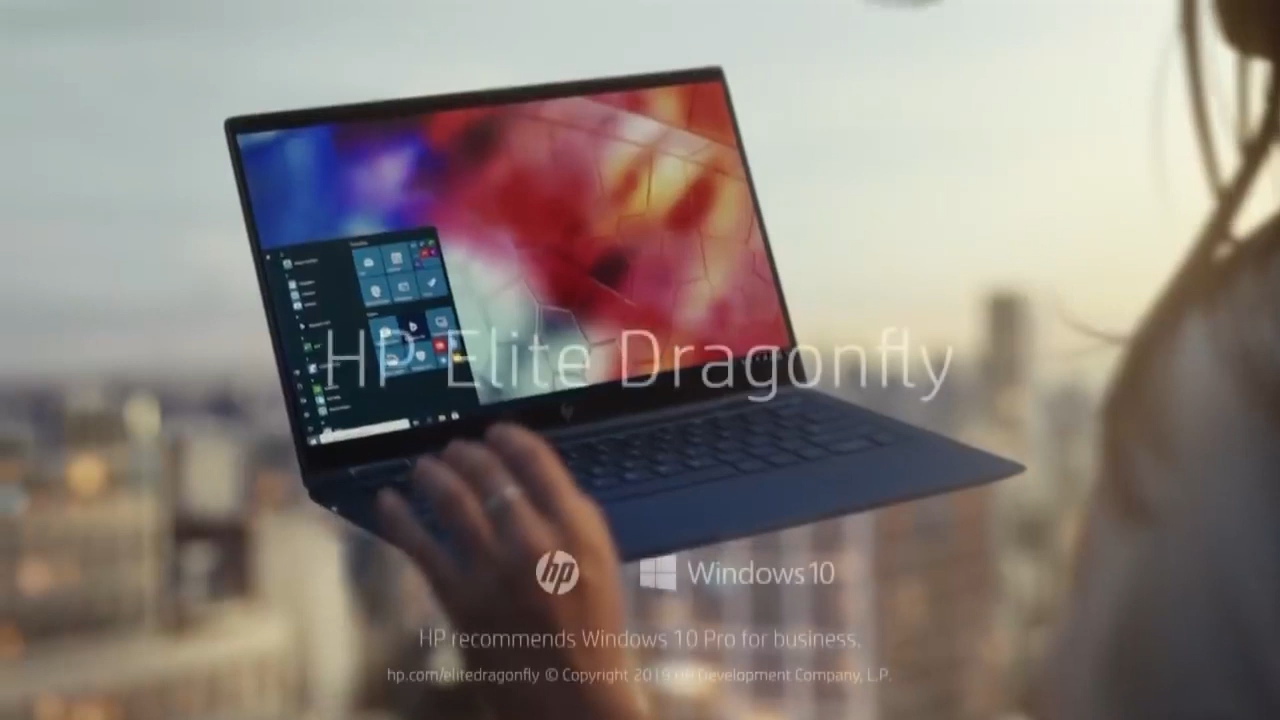 HP Elite Dragonfly
hp Windows 10
HP recommends Windows 10 Pro for business.
hp.com/elitedragonfly © Copyright 2019 HP Development Company, L.P.